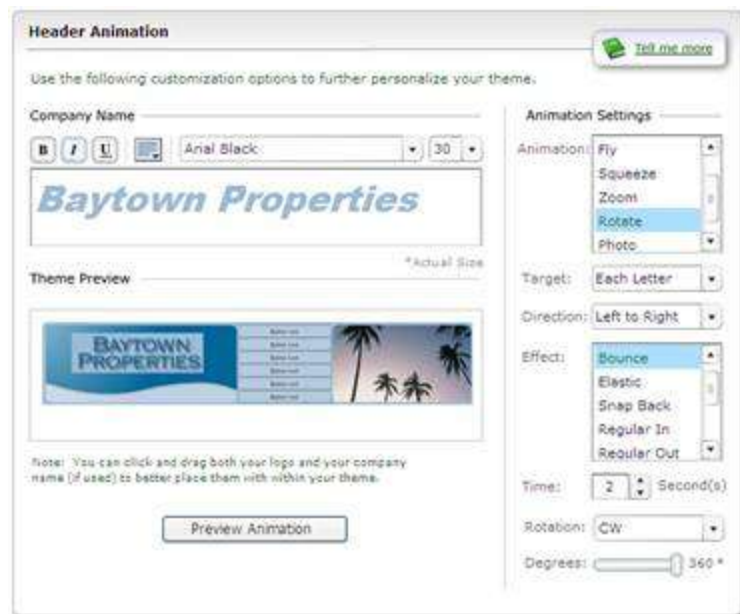 Header Animation
Tell me more
Use the following customization options to further personalize your theme.
Company Name
B I U Arial Black 30
Baytown Properties
*Actual Size
Theme Preview
BAYTOWN
PROPERTIES
Note: You can click and drag both your logo and your company
name (if used) to better place them with within your theme.
Preview Animation
Animation Settings
Animation: Fly
Squeeze
Zoom
Rotate
Photo
Target: Each Letter
Direction: Left to Right
Effect: Bounce
Elastic
Snap Back
Regular In
Regular Out
Time: 2 Second(s)
Rotation: CW
Degrees: 360 °